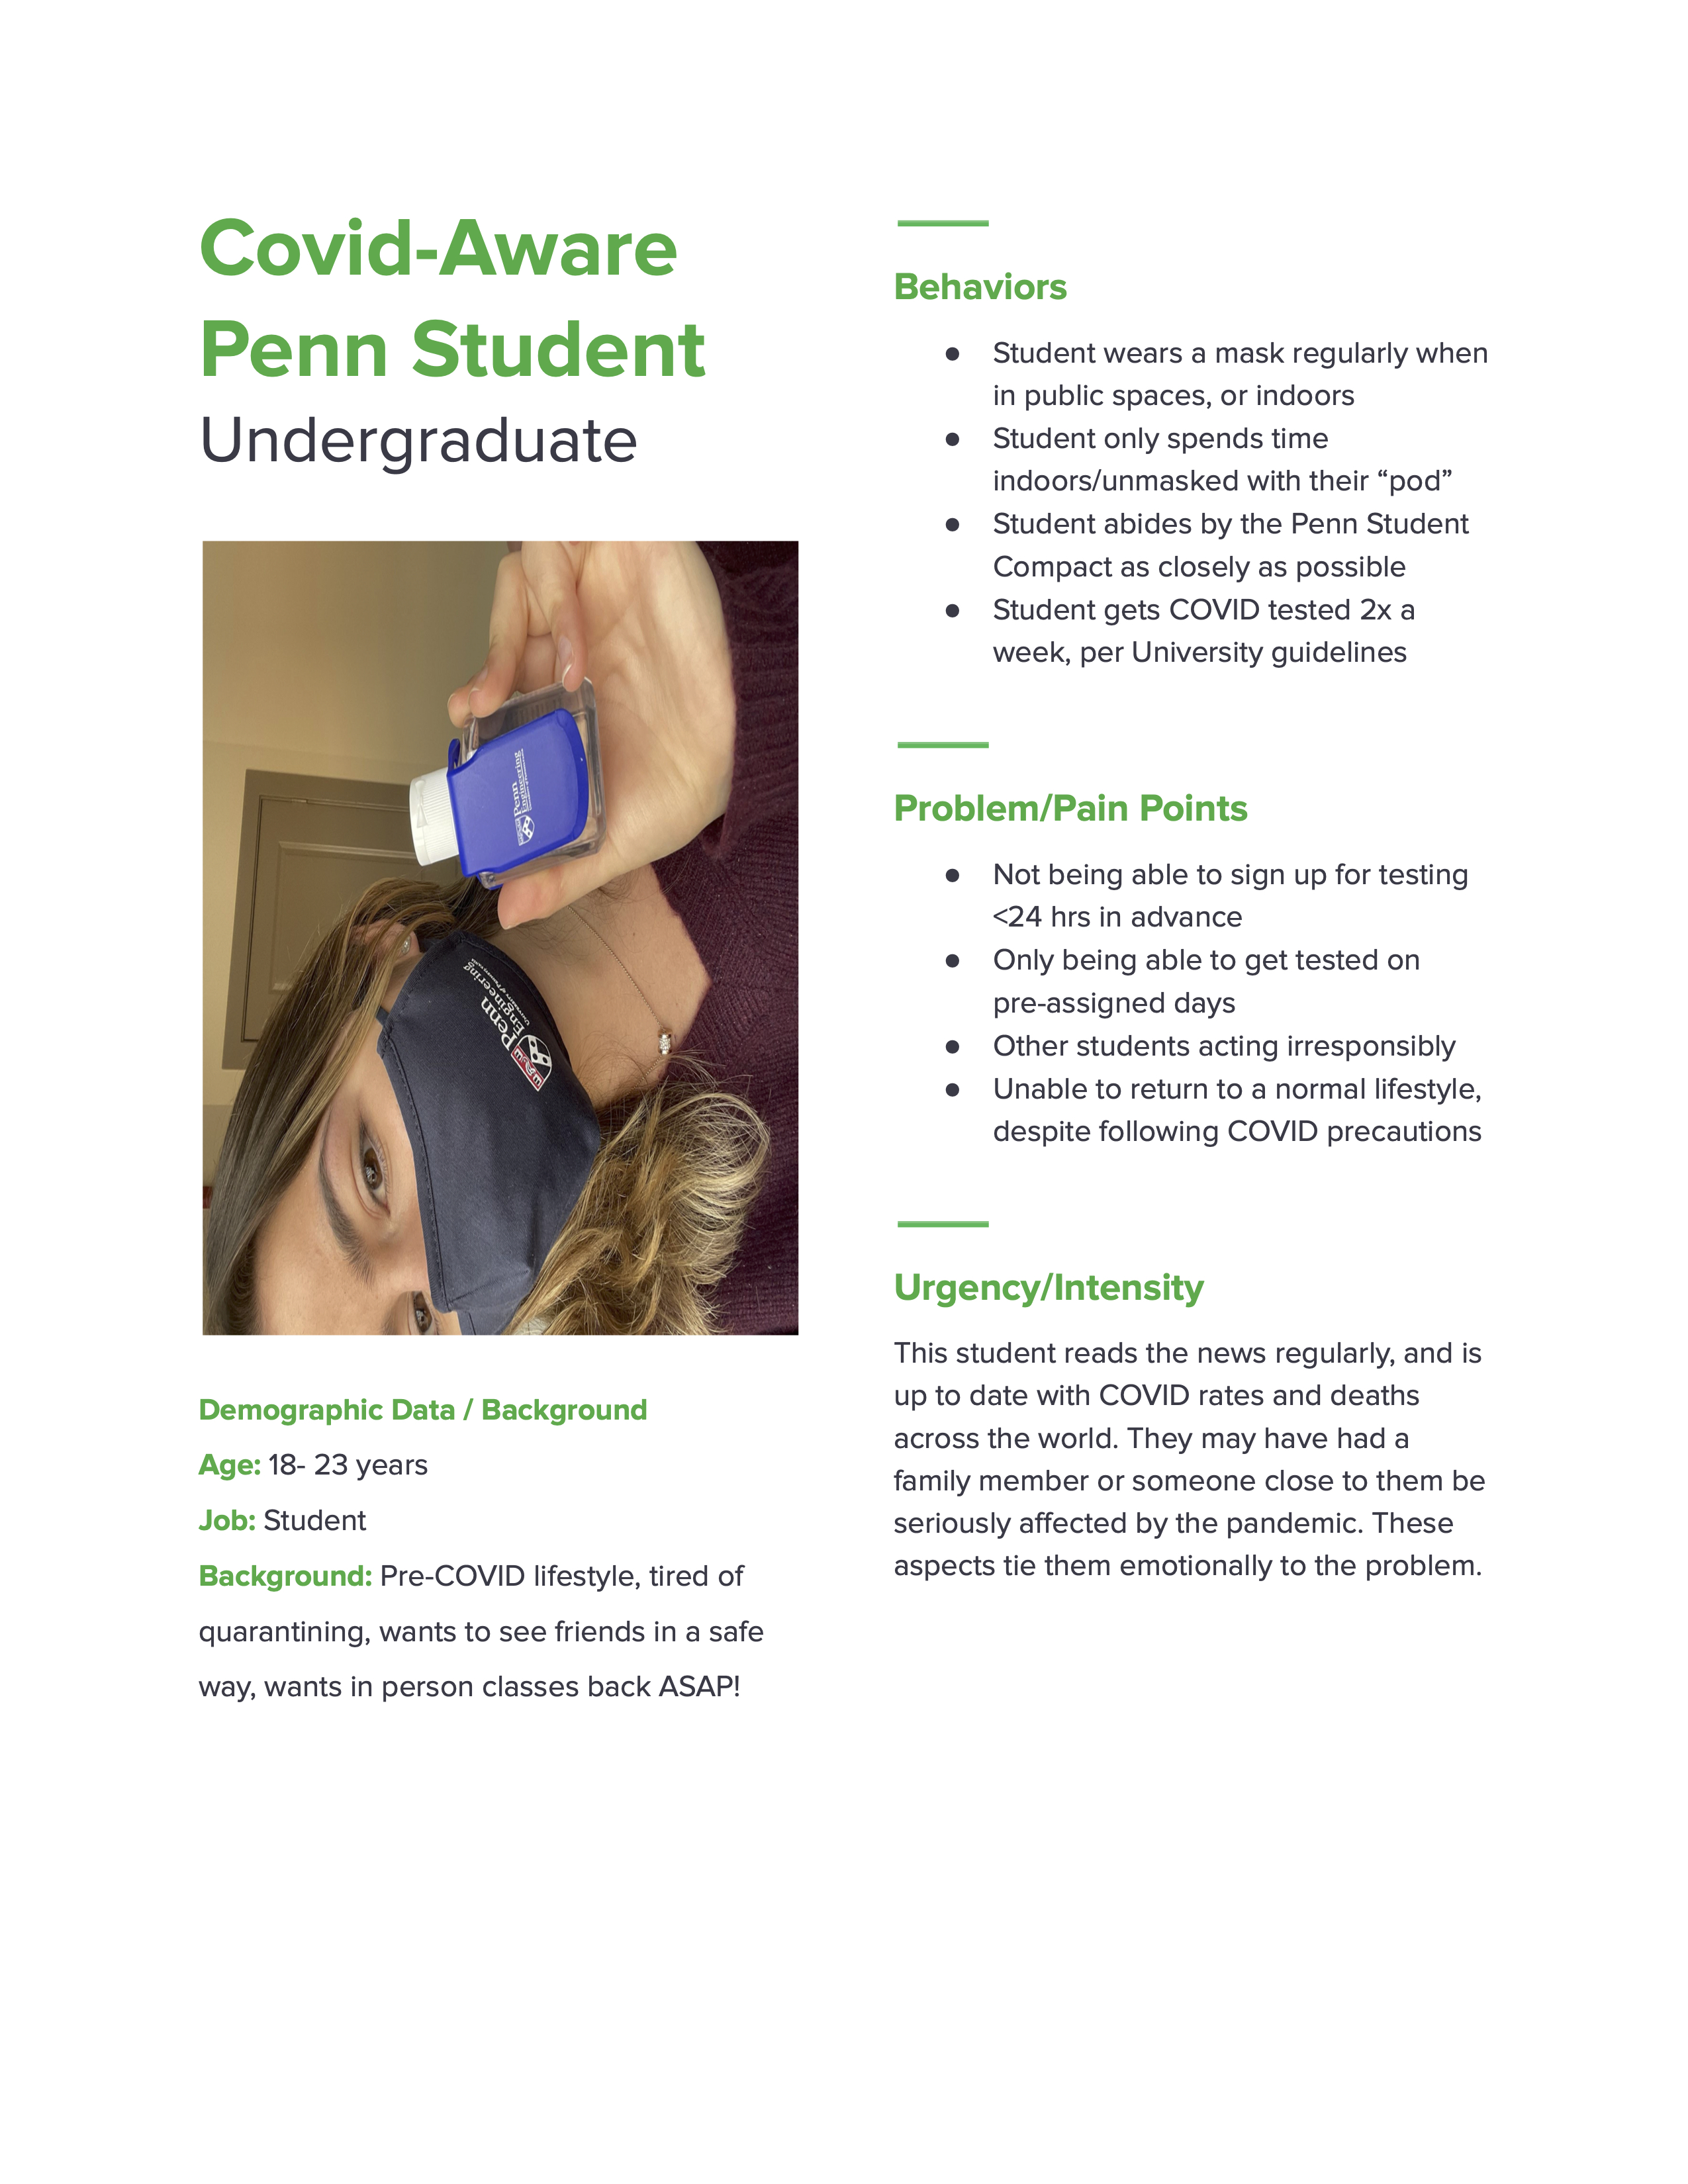 Covid-Aware
Penn Student
Undergraduate
Penn
Engineering
Penn
Engineering
Demographic Data / Background
Age: 18- 23 years
Job: Student
Background: Pre-COVID lifestyle, tired of
quarantining, wants to see friends in a safe
way, wants in person classes back ASAP!
Behaviors
● Student wears a mask regularly when
in public spaces, or indoors
● Student only spends time
indoors/unmasked with their “pod”
● Student abides by the Penn Student
Compact as closely as possible
● Student gets COVID tested 2x a
week, per University guidelines
Problem/Pain Points
● Not being able to sign up for testing
<24 hrs in advance
● Only being able to get tested on
pre-assigned days
● Other students acting irresponsibly
● Unable to return to a normal lifestyle,
despite following COVID precautions
Urgency/Intensity
This student reads the news regularly, and is
up to date with COVID rates and deaths
across the world. They may have had a
family member or someone close to them be
seriously affected by the pandemic. These
aspects tie them emotionally to the problem.